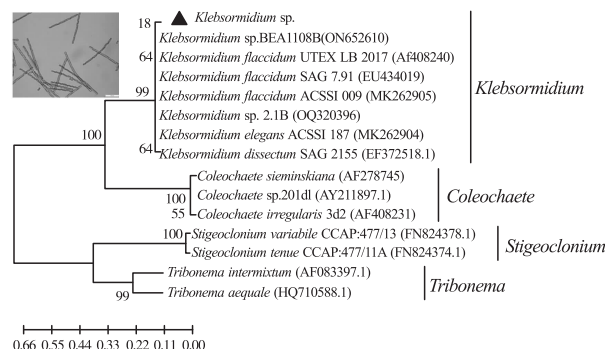 18 ▲ Klebsormidium sp.
Klebsormidium sp.BEA1108B(ON652610)
64 Klebsormidium flaccidum UTEX LB 2017 (Af408240)
Klebsormidium flaccidum SAG 7.91 (EU434019)
99 Klebsormidium flaccidum ACSSI 009 (MK262905)
Klebsormidium
Klebsormidium sp. 2.1B (OQ320396)
100 Klebsormidium elegans ACSSI 187 (MK262904)
64 Klebsormidium dissectum SAG 2155 (EF372518.1)
Coleochaete sieminskiana (AF278745)
100 Coleochaete sp.201dl (AY211897.1)
Coleochaete
55 Coleochaete irregularis 3d2 (AF408231)
100 Stigeoclonium variabile CCAP:477/13 (FN824378.1)
Stigeoclonium
Stigeoclonium tenue CCAP:477/11A (FN824374.1)
Tribonema intermixtum (AF083397.1)
Tribonema
99 Tribonema aequale (HQ710588.1)
0.66 0.55 0.44 0.33 0.22 0.11 0.00